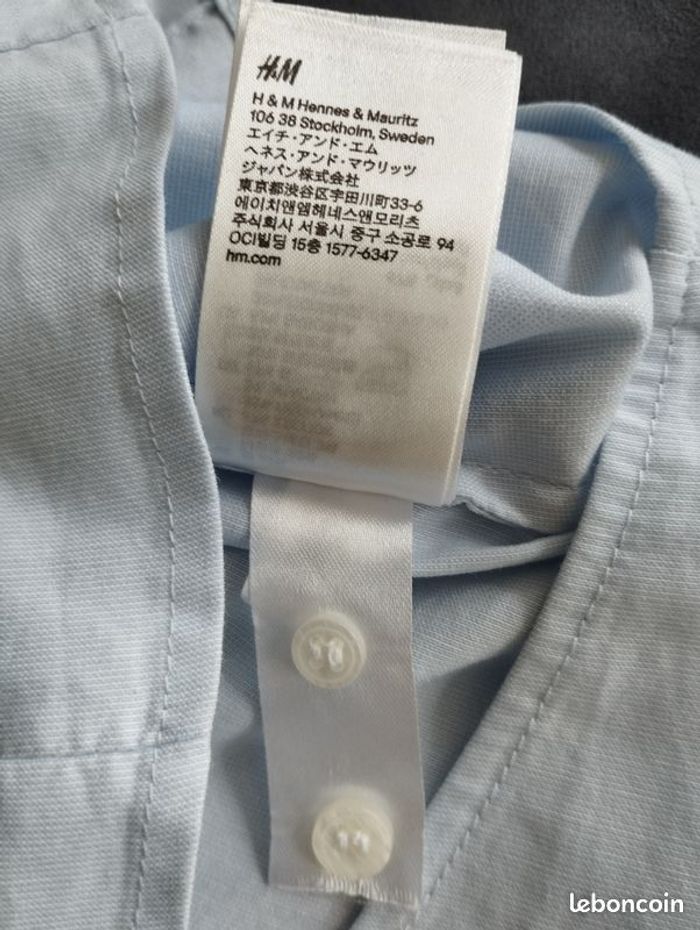 H&M
H & M Hennes & Mauritz
106 38 Stockholm, Sweden
エイチ・アンド・エム
ヘネス・アンド・マウリッツ
ジャパン株式会社
東京都渋谷区宇田川町33-6
에이치앤엠헤네스앤모리츠
주식회사 서울시 중구 소공로 94
OCI빌딩 15층 1577-6347
hm.com
leboncoin